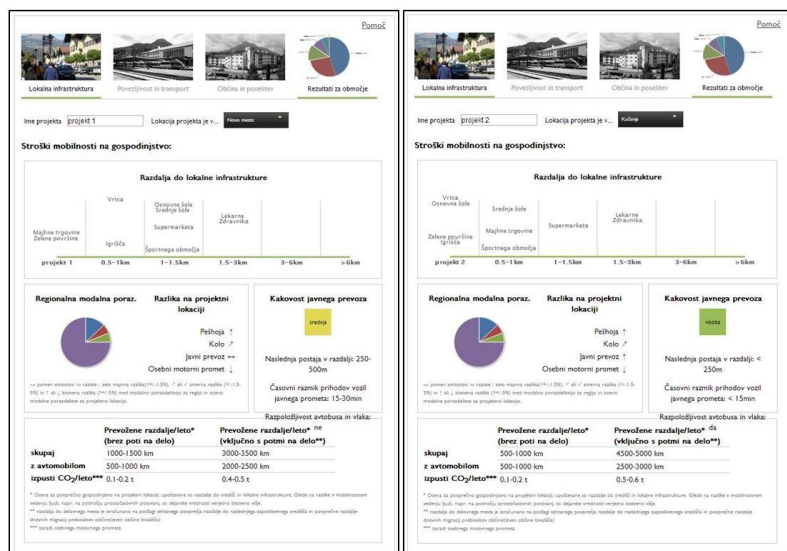 Pomoč
Lokalna infrastruktura
Povezljivost in transport
Občina in poselitev
Rezultati za območje
Ime projekta
projekt 1
Lokacija projekta je v...
Novo mesto
Stroški mobilnosti na gospodinjstvo:
Razdalja do lokalne infrastrukture
Vrtca
Osnovne šole
Srednje šole
Lekarne
Zdravnika
Majhne trgovine
Zelene površine
Supermarketa
Igrišča
Športnega območja
projekt 1
0.5-1km
1-1.5km
1.5-3km
3-6km
>6km
Regionalna modalna poraz.
Razlika na projektni
lokaciji
Pešhoja ↑
Kolo ↗
Javni prevoz ↔
Osebni motorni promet ↓
Kakovost javnega prevoza
srednja
Naslednja postaja v razdalji: 250-
500m
Časovni razmik prihodov vozil
javnega prometa: 15-30min
Razpoložljivost avtobusa in vlaka:
ne
Prevožene razdalje/leto*
(brez poti na delo)
Prevožene razdalje/leto*
(vključno s potmi na delo**)
skupaj 1000-1500 km 3000-3500 km
z avtomobilom 500-1000 km 2000-2500 km
izpusti CO2/leto*** 0.1-0.2 t 0.4-0.5 t
*** zaradi osebnega motornega prometa
Pomoč
Lokalna infrastruktura
Povezljivost in transport
Občina in poselitev
Rezultati za območje
Ime projekta
projekt 2
Lokacija projekta je v...
Kočevje
Stroški mobilnosti na gospodinjstvo:
Razdalja do lokalne infrastrukture
Vrtca
Osnovne šole
Srednje šole
Lekarne
Zdravnika
Zelene površine
Igrišča
Majhne trgovine
Supermarketa
Športnega območja
projekt 2
0.5-1km
1-1.5km
1.5-3km
3-6km
>6km
Regionalna modalna poraz.
Razlika na projektni
lokaciji
Pešhoja ↑
Kolo ↗
Javni prevoz ↑
Osebni motorni promet ↓
Kakovost javnega prevoza
visoka
Naslednja postaja v razdalji: <
250m
Časovni razmik prihodov vozil
javnega prometa: < 15min
Razpoložljivost avtobusa in vlaka:
da
Prevožene razdalje/leto*
(brez poti na delo)
Prevožene razdalje/leto*
(vključno s potmi na delo**)
skupaj 500-1000 km 4500-5000 km
z avtomobilom 500-1000 km 2500-3000 km
izpusti CO2/leto*** 0.1-0.2 t 0.5-0.6 t
*** zaradi osebnega motornega prometa